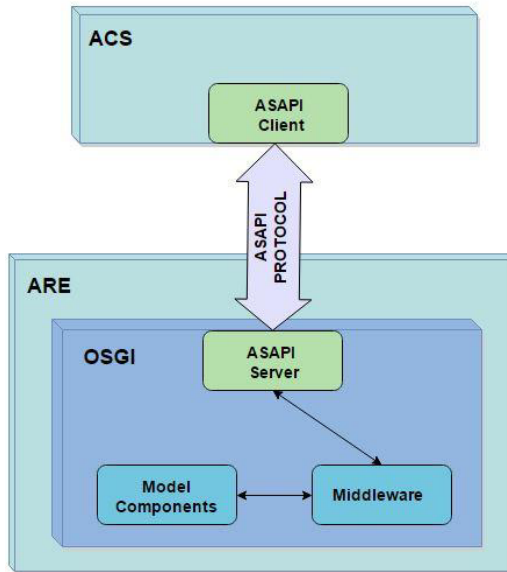 ACS
ASAPI
Client
ASAPI
PROTOCOL
ARE
OSGI
ASAPI
Server
Model
Components
Middleware